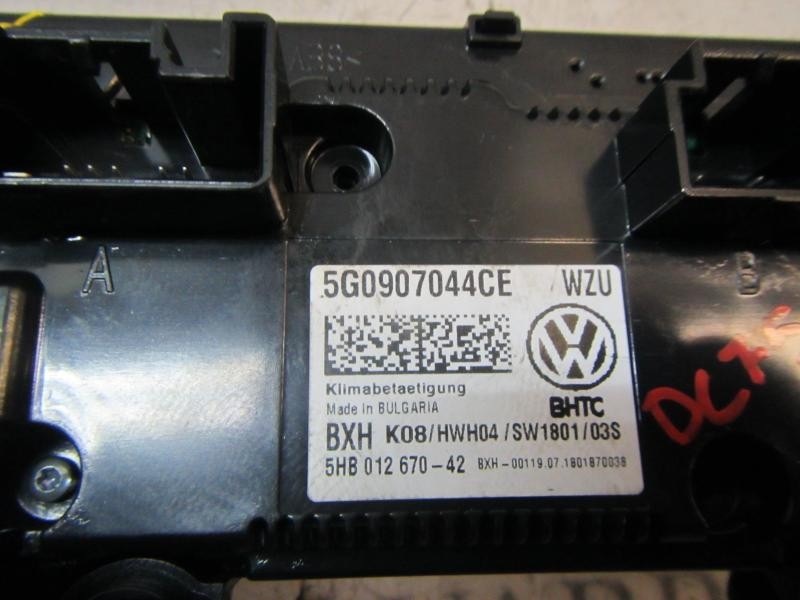 A
B
5G0907044CE WZU
Klimabetaetigung
Made in BULGARIA
BHTC
BXH K08/HWH04/SW1801/03S
5HB 012 670-42 BXH-00119.07.1801870038